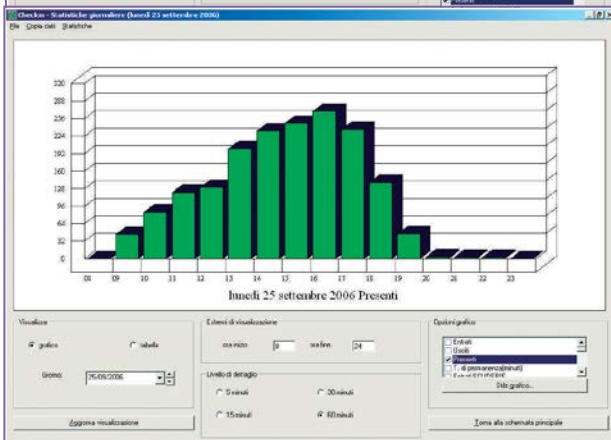 Checkin - Statistiche giornaliere (lunedì 25 settembre 2006)
File Copia dati Statistiche
320
288
256
224
192
160
128
96
64
32
0
08 09 10 11 12 13 14 15 16 17 18 19 20 21 22 23
lunedì 25 settembre 2006 Presenti
Visualizza
grafico tabella
Giorno: 25/09/2006
Aggiorna visualizzazione
Estremi di visualizzazione
ora inizio 8 ora fine 24
Livello di dettaglio
5 minuti 30 minuti
15 minuti 60 minuti
Opzioni grafico
Entrati
Usciti
Presenti
T. di permanenza(minuti)
Stile grafico...
Torna alla schermata principale